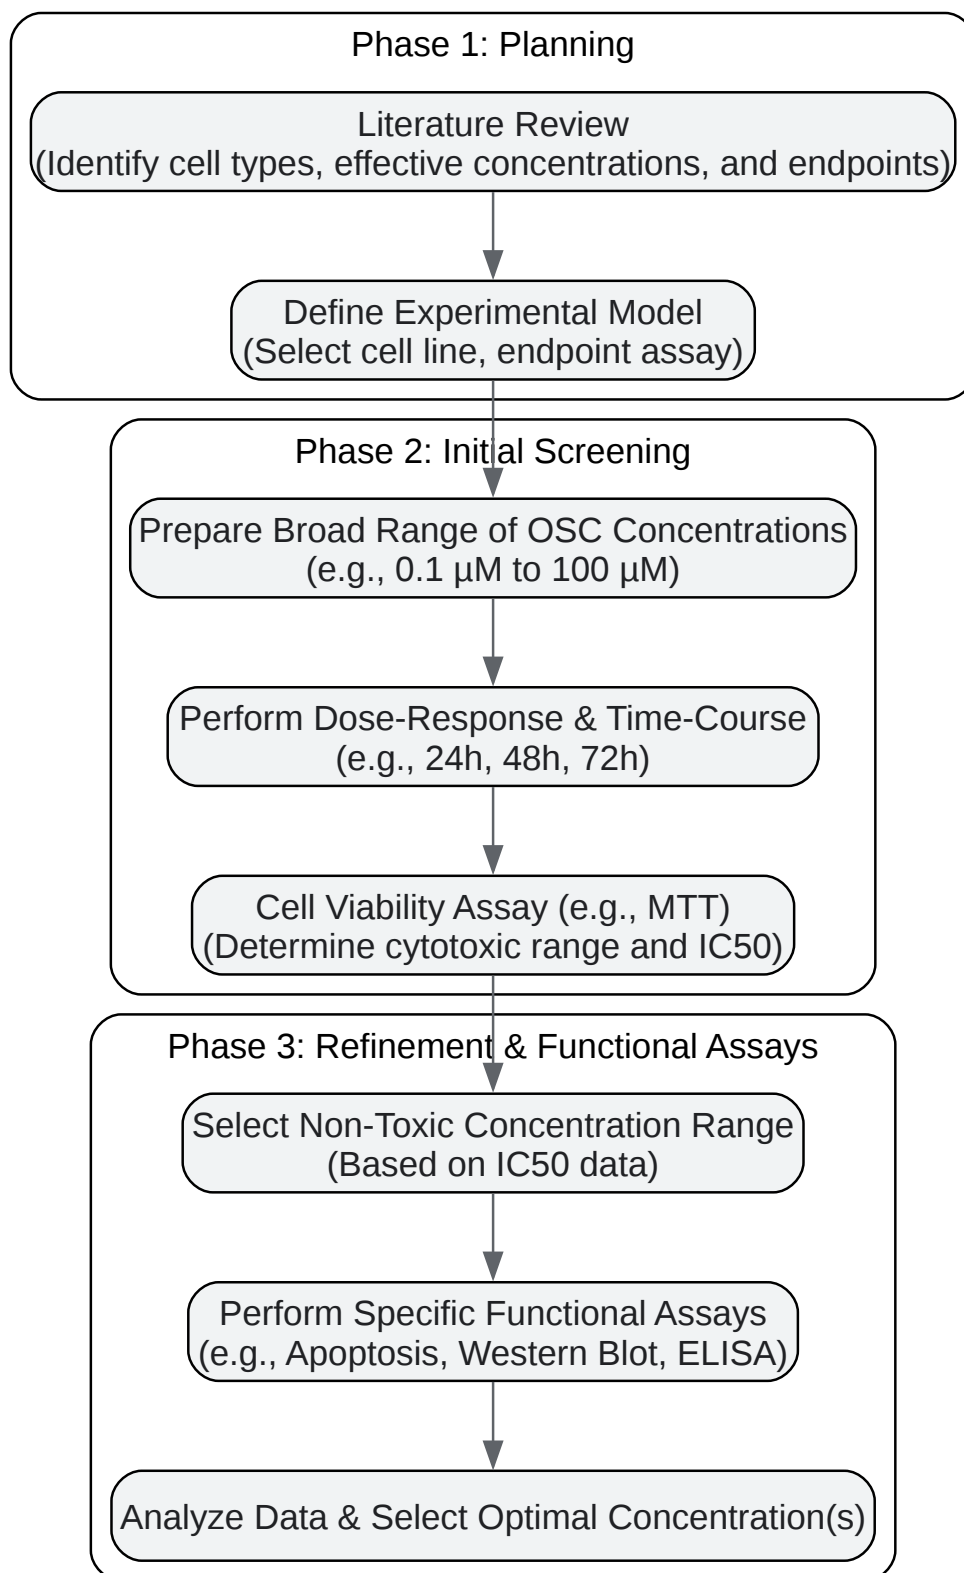 Phase 1: Planning
Literature Review
(Identify cell types, effective concentrations, and endpoints)
Define Experimental Model
(Select cell line, endpoint assay)
Phase 2: Initial Screening
Prepare Broad Range of OSC Concentrations
(e.g., 0.1 µM to 100 µM)
Perform Dose-Response & Time-Course
(e.g., 24h, 48h, 72h)
Cell Viability Assay (e.g., MTT)
(Determine cytotoxic range and IC50)
Phase 3: Refinement & Functional Assays
Select Non-Toxic Concentration Range
(Based on IC50 data)
Perform Specific Functional Assays
(e.g., Apoptosis, Western Blot, ELISA)
Analyze Data & Select Optimal Concentration(s)